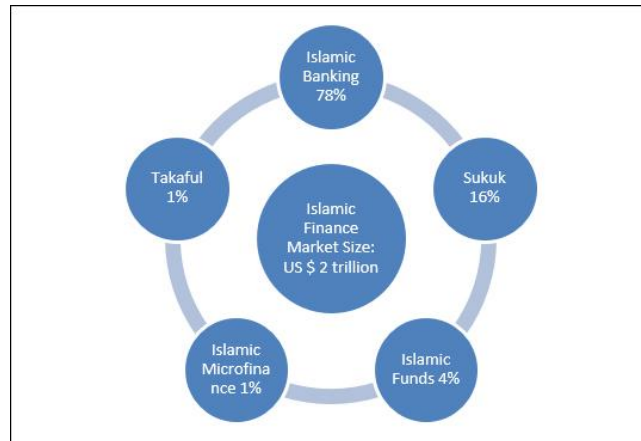 Islamic
Banking
78%
Sukuk
16%
Islamic
Funds 4%
Islamic
Microfina
nce 1%
Takaful
1%
Islamic
Finance
Market Size:
US $ 2 trillion